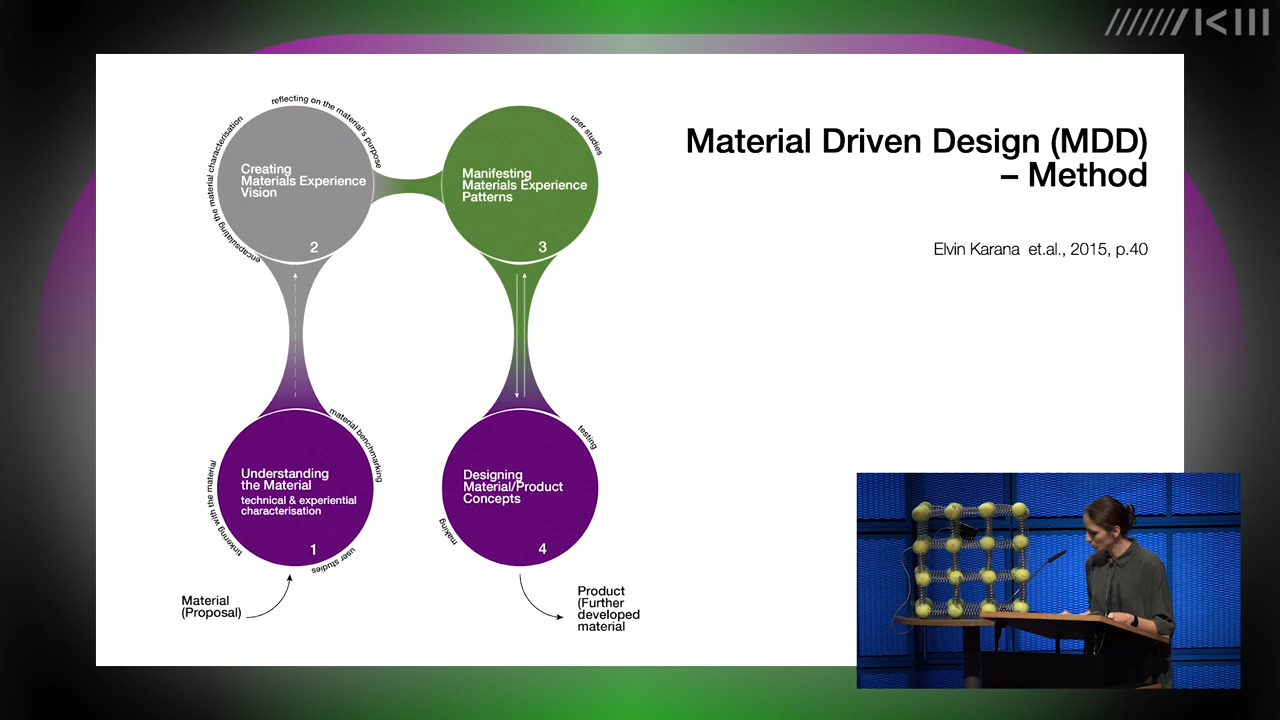 Material Driven Design (MDD)
– Method
Elvin Karana et.al., 2015, p.40
reflecting on the material's purpose
encapsulating the material characterisation
Creating
Materials Experience
Vision
2
user studies
Manifesting
Materials Experience
Patterns
3
material benchmarking
tinkering with the material
user studies
Understanding
the Material
technical & experiential
characterisation
1
testing
making
Designing
Material/Product
Concepts
4
Material
(Proposal)
Product
(Further
developed
material